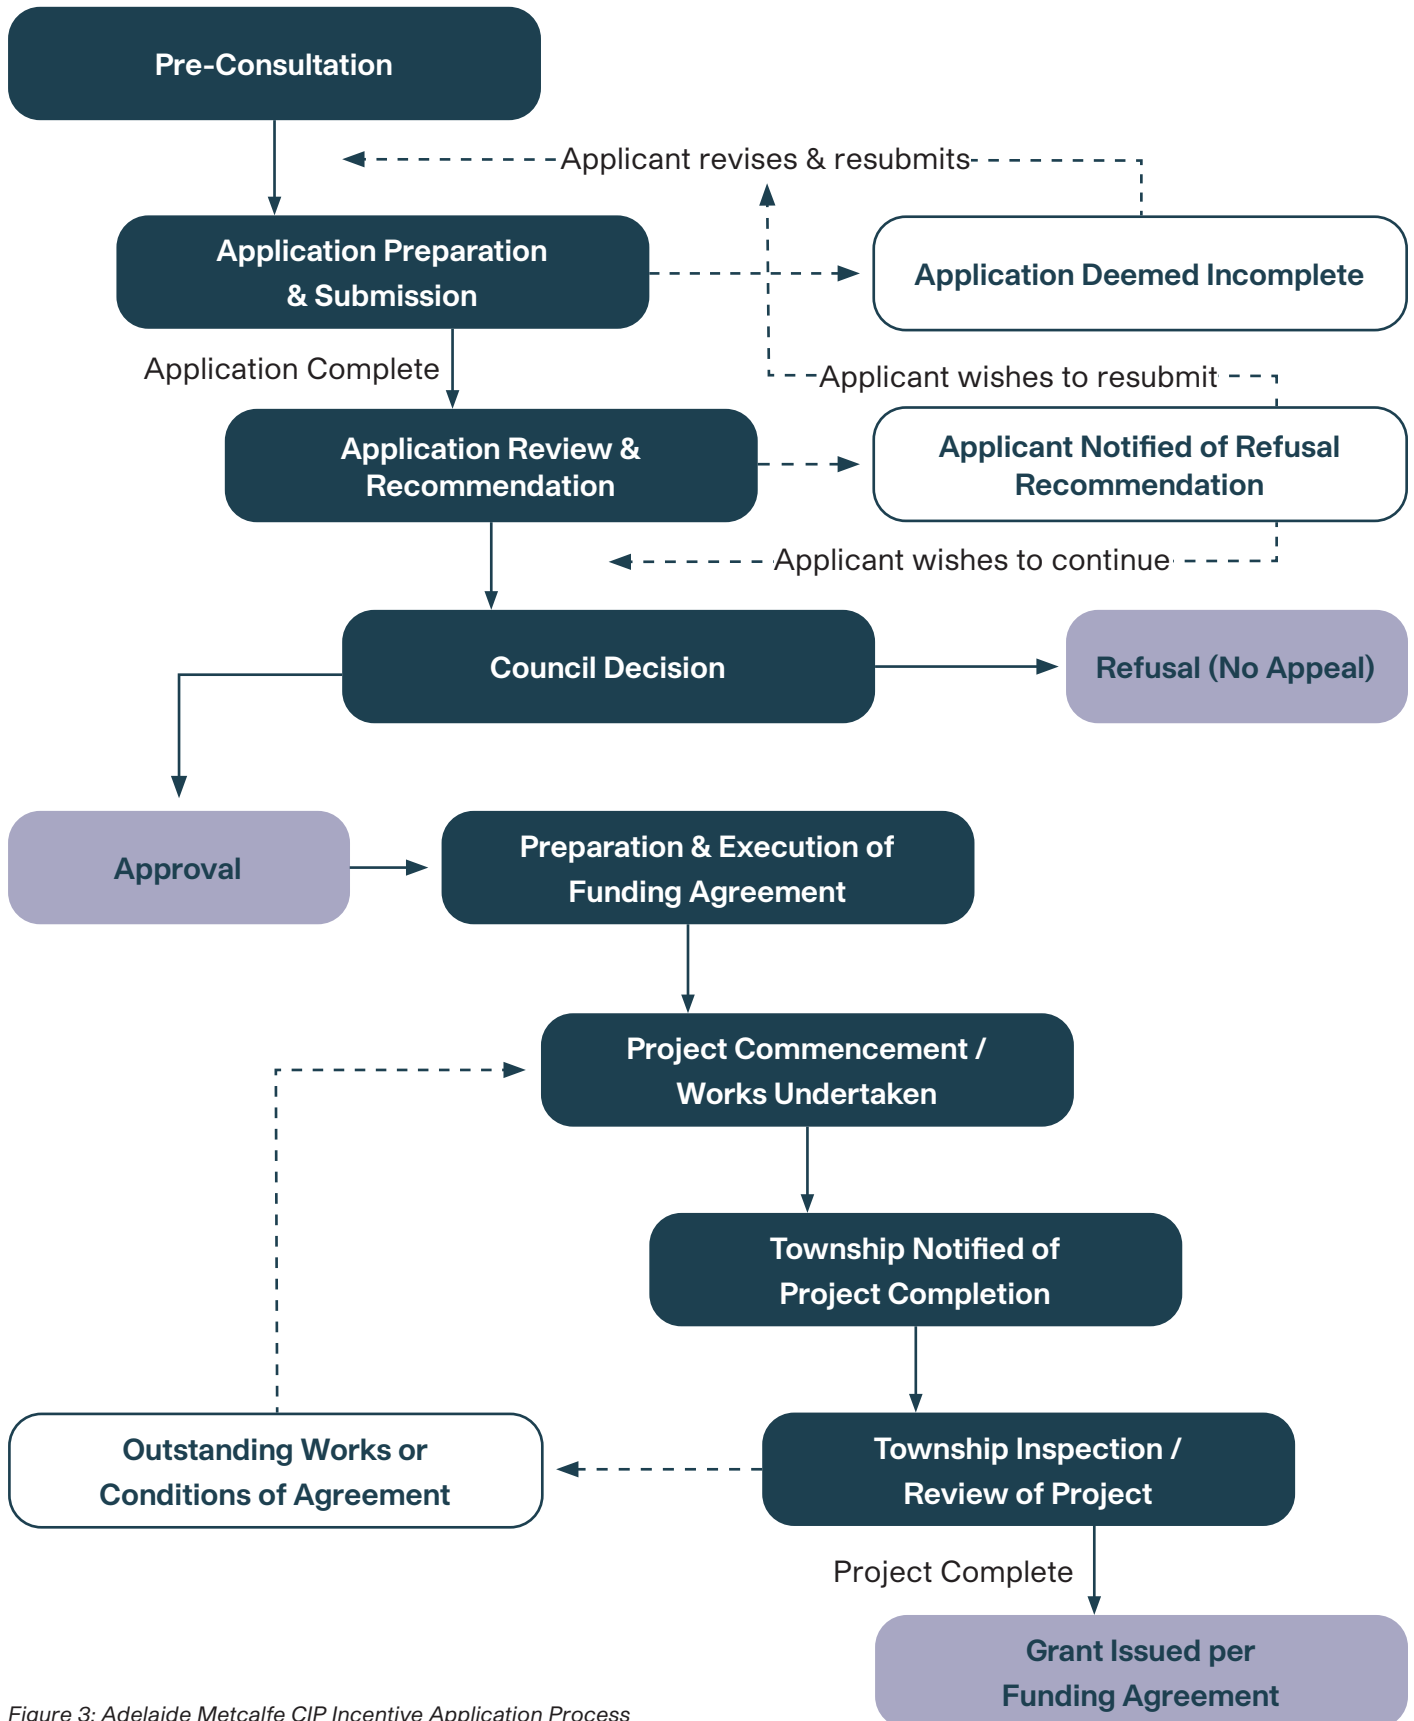 Pre-Consultation
Applicant revises & resubmits
Application Preparation
& Submission
Application Deemed Incomplete
Application Complete
Applicant wishes to resubmit
Application Review &
Recommendation
Applicant Notified of Refusal
Recommendation
Applicant wishes to continue
Council Decision
Refusal (No Appeal)
Approval
Preparation & Execution of
Funding Agreement
Project Commencement /
Works Undertaken
Township Notified of
Project Completion
Outstanding Works or
Conditions of Agreement
Township Inspection /
Review of Project
Project Complete
Grant Issued per
Funding Agreement
Figure 3: Adelaide Metcalfe CIP Incentive Application Process